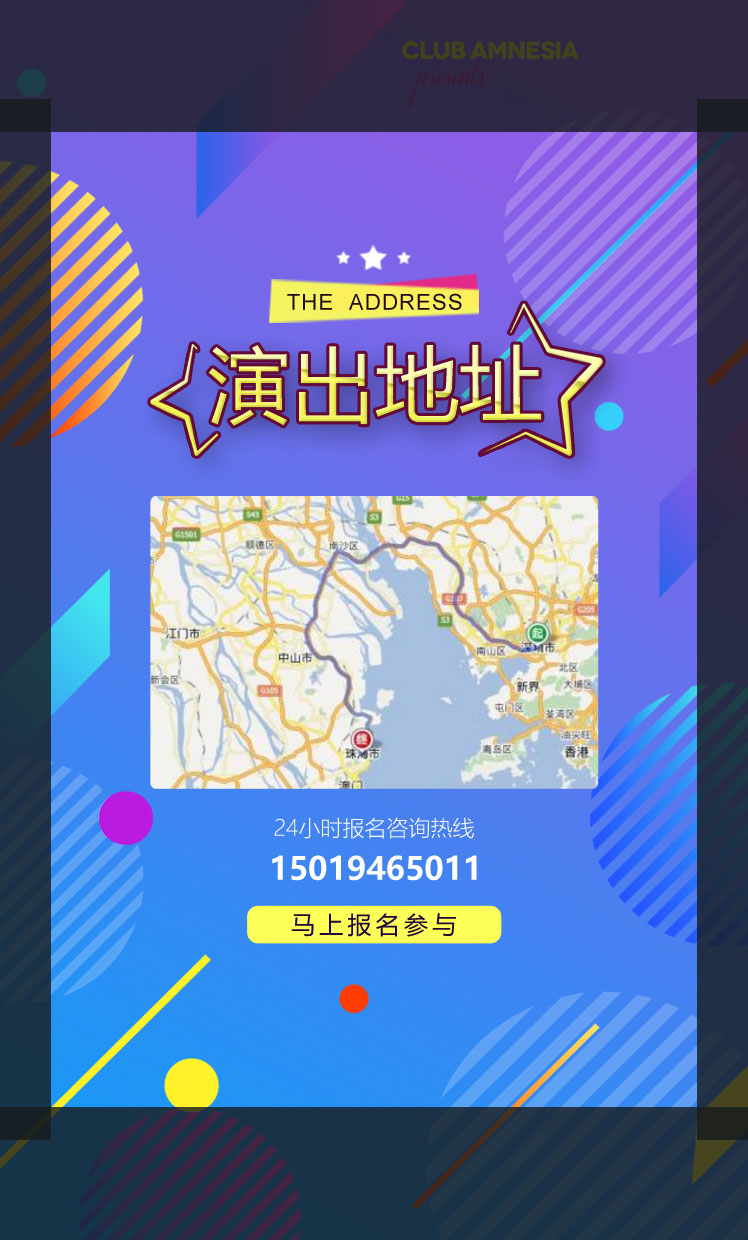 CLUB AMNESIA
presents
THE ADDRESS
演出地址
G15
S43
S3
G1501
顺德区
南沙区
G107
G205
S3
起
江门市
深圳市
中山市
南山区
北区
新会区
新界
大埔区
G105
屯门区
荃湾区
终
油尖旺
珠海市
离岛区
香港
澳门
24小时报名咨询热线
15019465011
马上报名参与